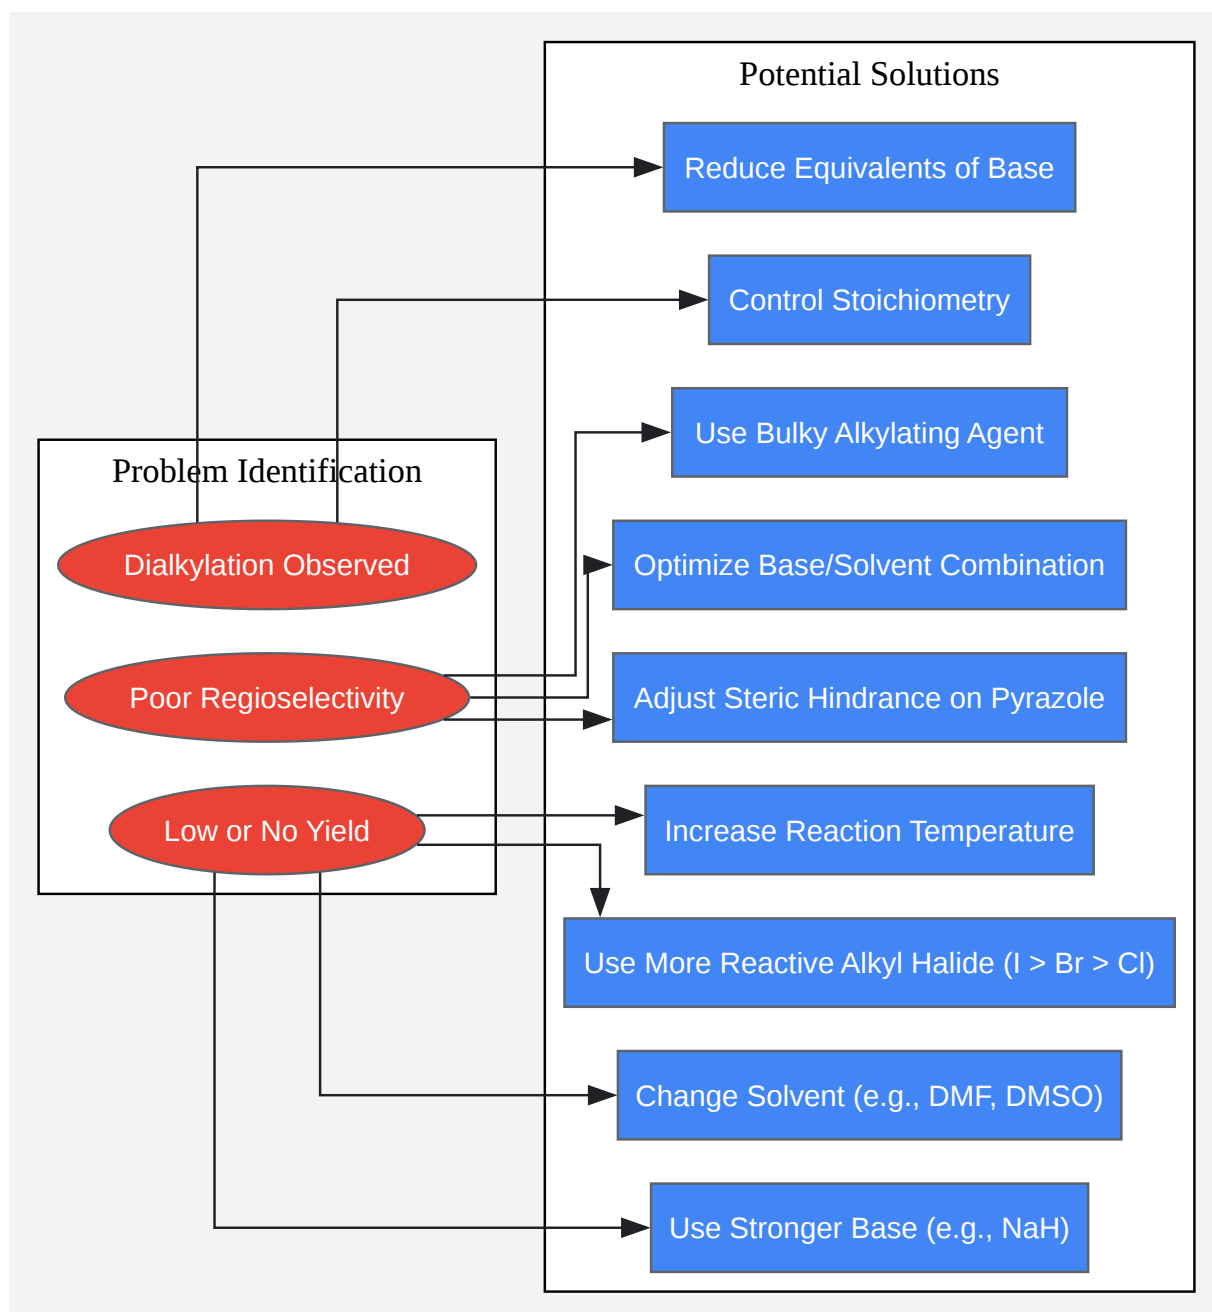 Problem Identification
Dialkylation Observed
Poor Regioselectivity
Low or No Yield
Potential Solutions
Reduce Equivalents of Base
Control Stoichiometry
Use Bulky Alkylating Agent
Optimize Base/Solvent Combination
Adjust Steric Hindrance on Pyrazole
Increase Reaction Temperature
Use More Reactive Alkyl Halide (I > Br > Cl)
Change Solvent (e.g., DMF, DMSO)
Use Stronger Base (e.g., NaH)